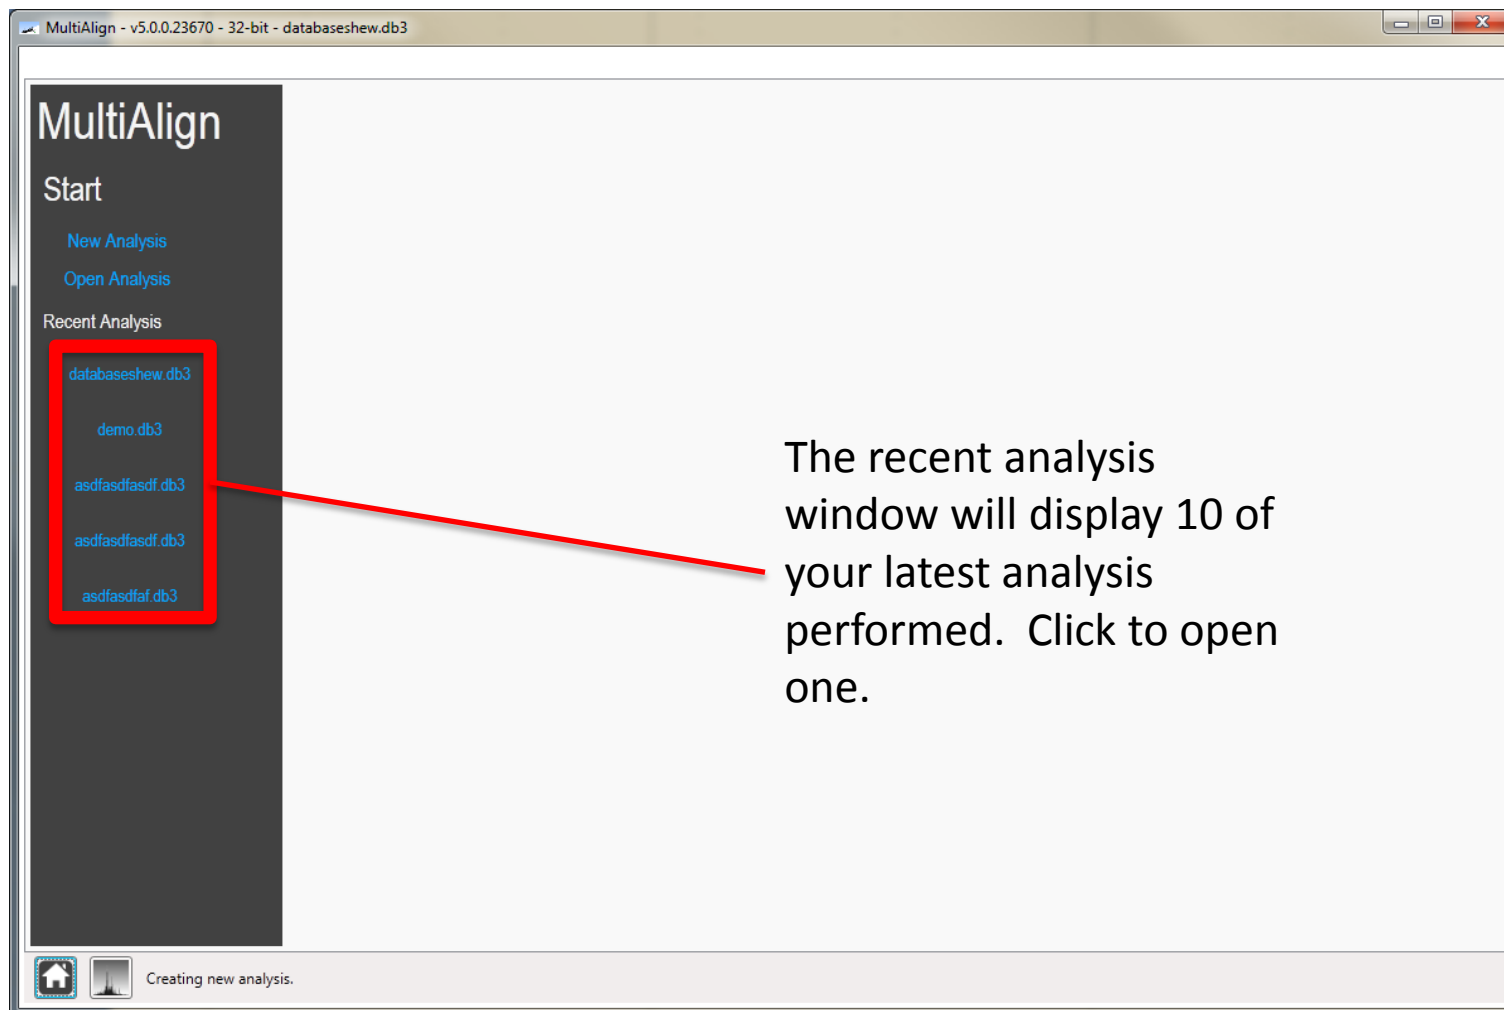 MultiAlign - v5.0.0.23670 - 32-bit - databaseshew.db3
MultiAlign
Start
New Analysis
Open Analysis
Recent Analysis
databaseshew.db3
demo.db3
asdfasdfasdf.db3
asdfasdfasdf.db3
asdfasdfaf.db3
The recent analysis
window will display 10 of
your latest analysis
performed.  Click to open
one.
Creating new analysis.